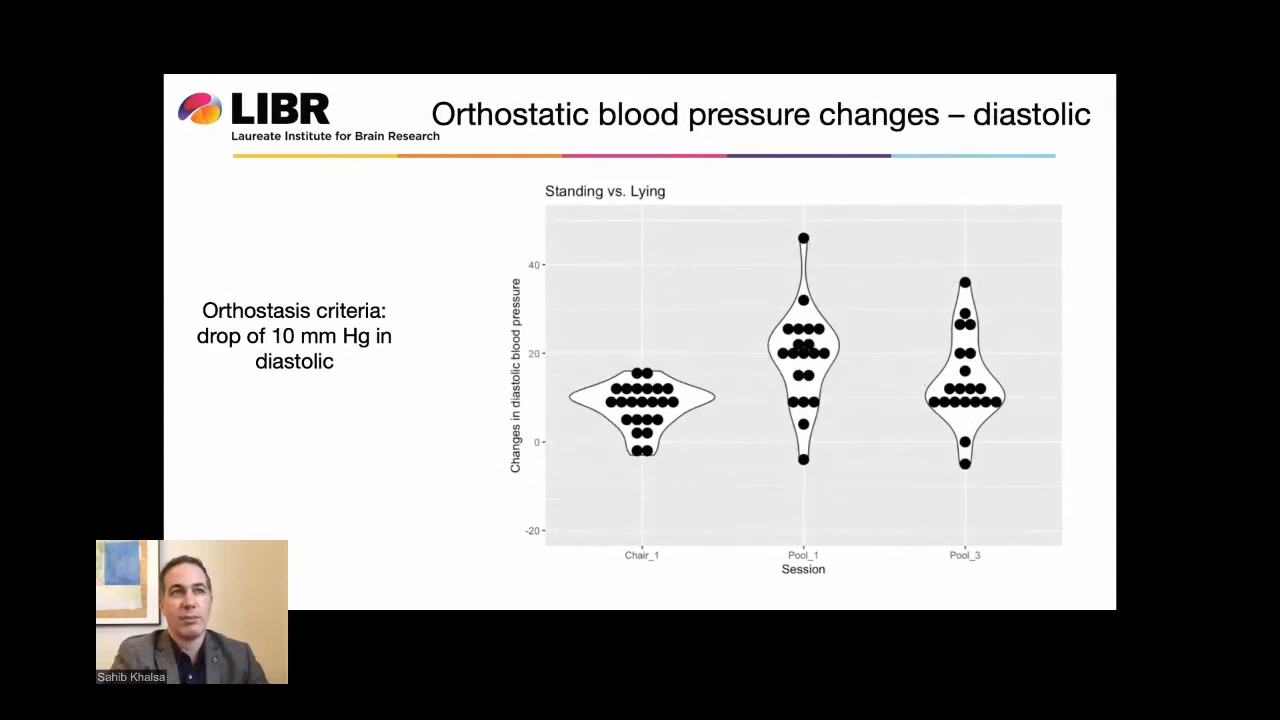 LIBR
Laureate Institute for Brain Research
Orthostatic blood pressure changes – diastolic
Orthostasis criteria:
drop of 10 mm Hg in
diastolic
Standing vs. Lying
Changes in diastolic blood pressure
40
20
0
-20
Chair_1
Pool_1
Pool_3
Session
Sahib Khalsa